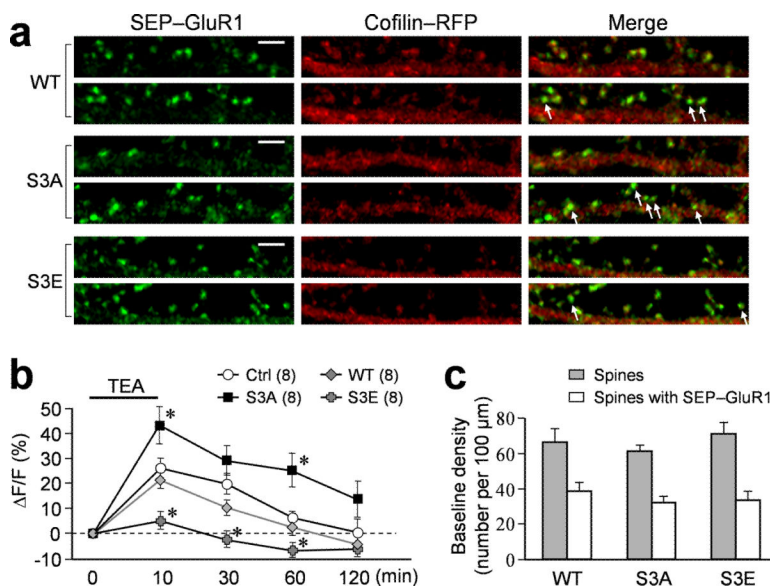 a
SEP–GluR1 Cofilin–RFP Merge
WT
S3A
S3E
b
TEA
Ctrl (8) WT (8)
S3A (8) S3E (8)
ΔF/F (%)
50
40
30
20
10
0
-10
* * * * *
0 10 30 60 120 (min)
c
Spines
Spines with SEP–GluR1
Baseline density
(number per 100 µm)
80
60
40
20
0
WT S3A S3E